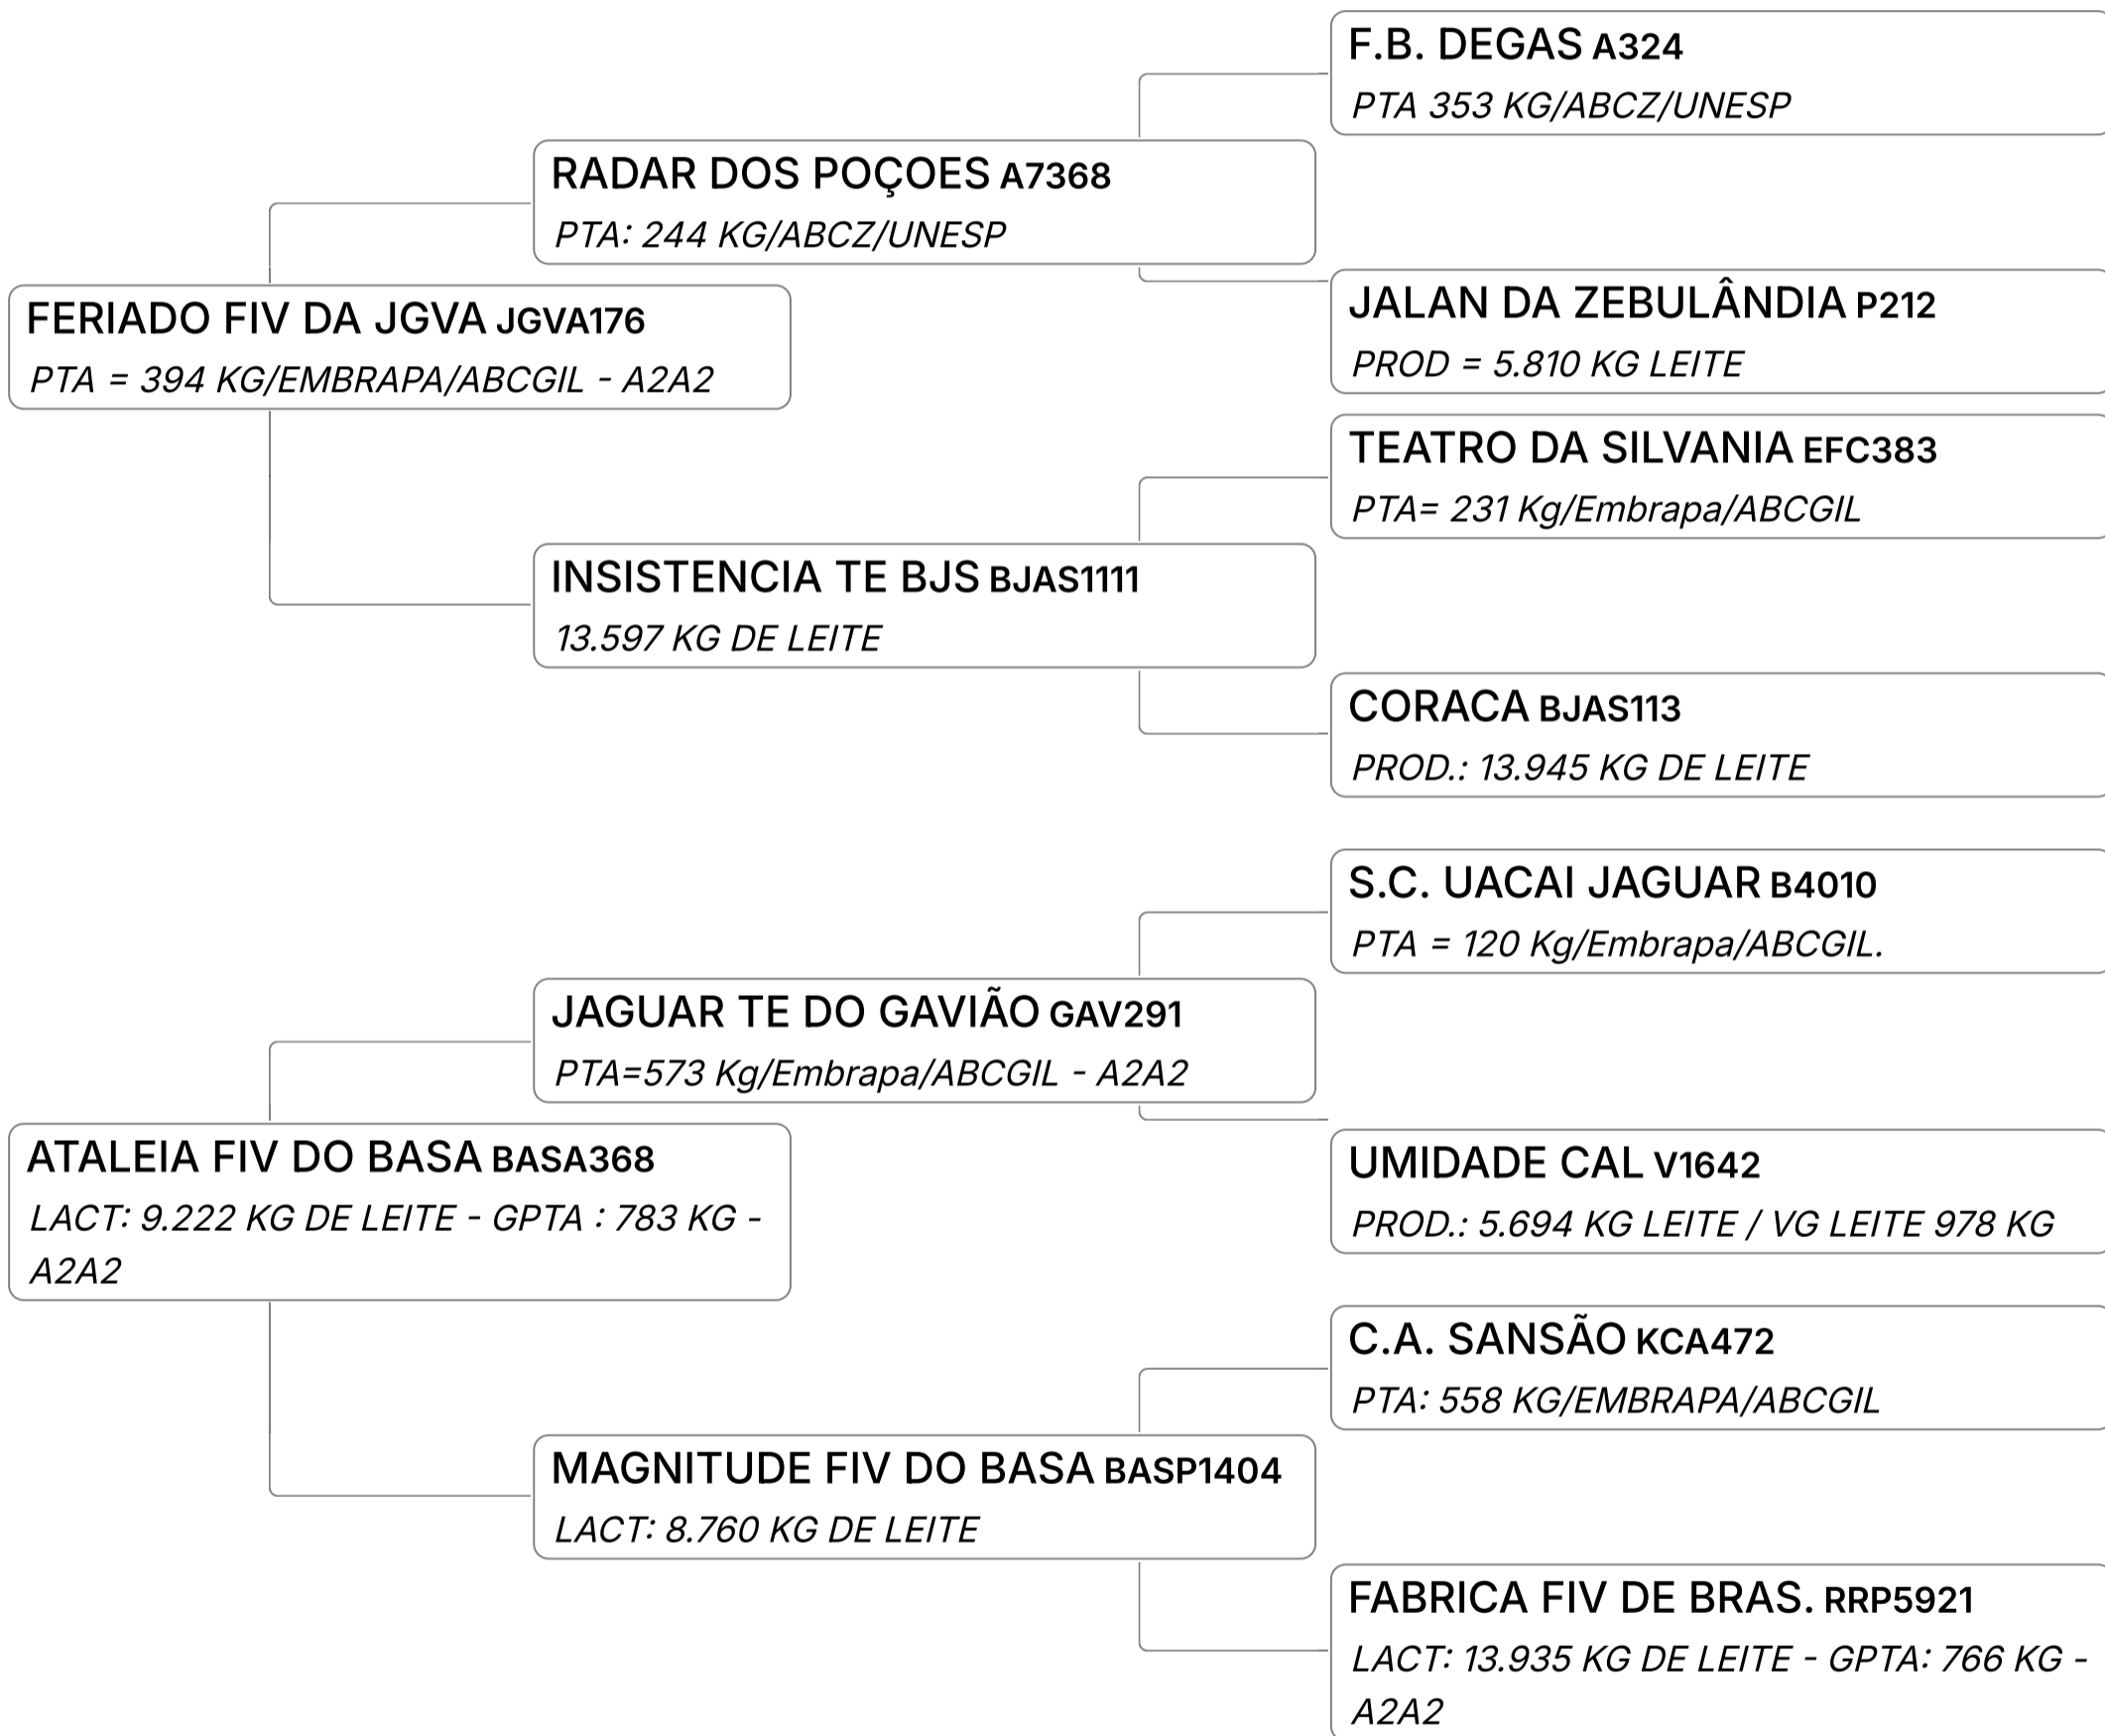 F.B. DEGAS A324
PTA 353 KG/ABCZ/UNESP
RADAR DOS POÇOES A7368
PTA: 244 KG/ABCZ/UNESP
JALAN DA ZEBULÂNDIA P212
PROD = 5.810 KG LEITE
FERIADO FIV DA JGVA JGVA176
PTA = 394 KG/EMBRAPA/ABCGIL - A2A2
TEATRO DA SILVANIA EFC383
PTA= 231 Kg/Embrapa/ABCGIL
INSISTENCIA TE BJS BJAS1111
13.597 KG DE LEITE
CORACA BJAS113
PROD.: 13.945 KG DE LEITE
S.C. UACAI JAGUAR B4010
PTA = 120 Kg/Embrapa/ABCGIL.
JAGUAR TE DO GAVIÃO GAV291
PTA=573 Kg/Embrapa/ABCGIL - A2A2
UMIDADE CAL V1642
PROD.: 5.694 KG LEITE / VG LEITE 978 KG
ATALEIA FIV DO BASA BASA368
LACT: 9.222 KG DE LEITE - GPTA : 783 KG -
A2A2
C.A. SANSÃO KCA472
PTA: 558 KG/EMBRAPA/ABCGIL
MAGNITUDE FIV DO BASA BASP1404
LACT: 8.760 KG DE LEITE
FABRICA FIV DE BRAS. RRP5921
LACT: 13.935 KG DE LEITE - GPTA: 766 KG -
A2A2